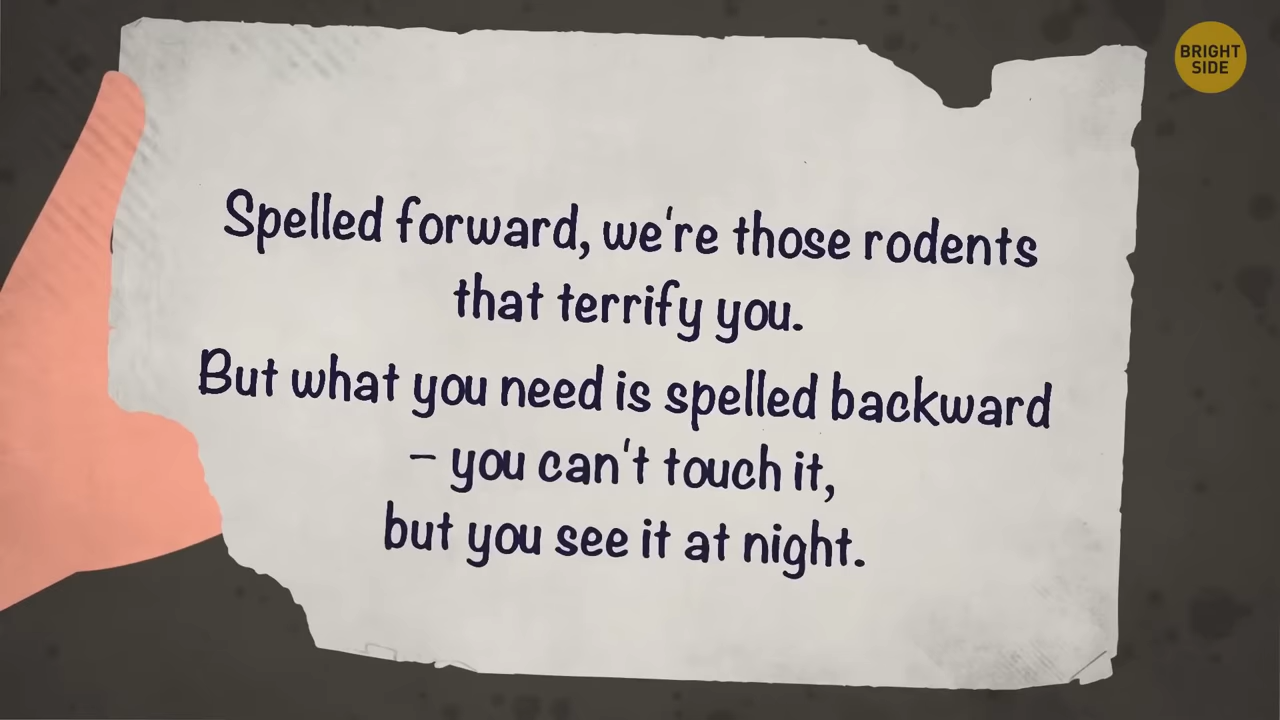 BRIGHT
SIDE
Spelled forward, we're those rodents
that terrify you.
But what you need is spelled backward
– you can't touch it,
but you see it at night.